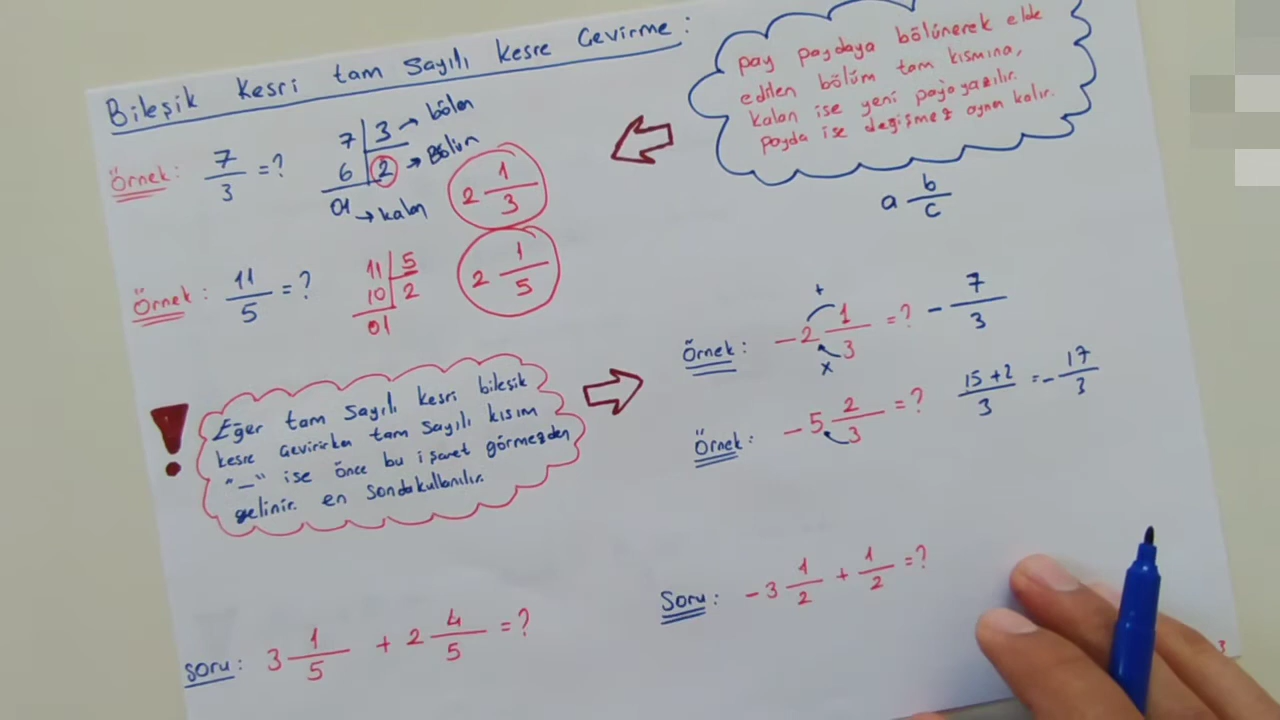 Bileşik Kesri tam Sayılı Kesre Çevirme:
pay paydaya bölünerek elde
edilen bölüm tam kısmına,
kalan ise yeni paya yazılır.
payda ise değişmez aynen kalır.
a b/c
Örnek: 7/3 = ?
7 3 → bölen
6 2 → Bölüm
01 → kalan
2 1/3
Örnek: 11/5 = ?
11 5
10 2
01
2 1/5
! Eğer tam sayılı kesri bileşik
kesre çevirirken tam sayılı kısım
"—" ise önce bu işaret görmezden
gelinir. en sonda kullanılır.
Örnek: -2 1/3 = ? - 7/3
+
x
Örnek: -5 2/3 = ? 15+2/3 = - 17/3
Soru: 3 1/5 + 2 4/5 = ?
Soru: -3 1/2 + 1/2 = ?
3